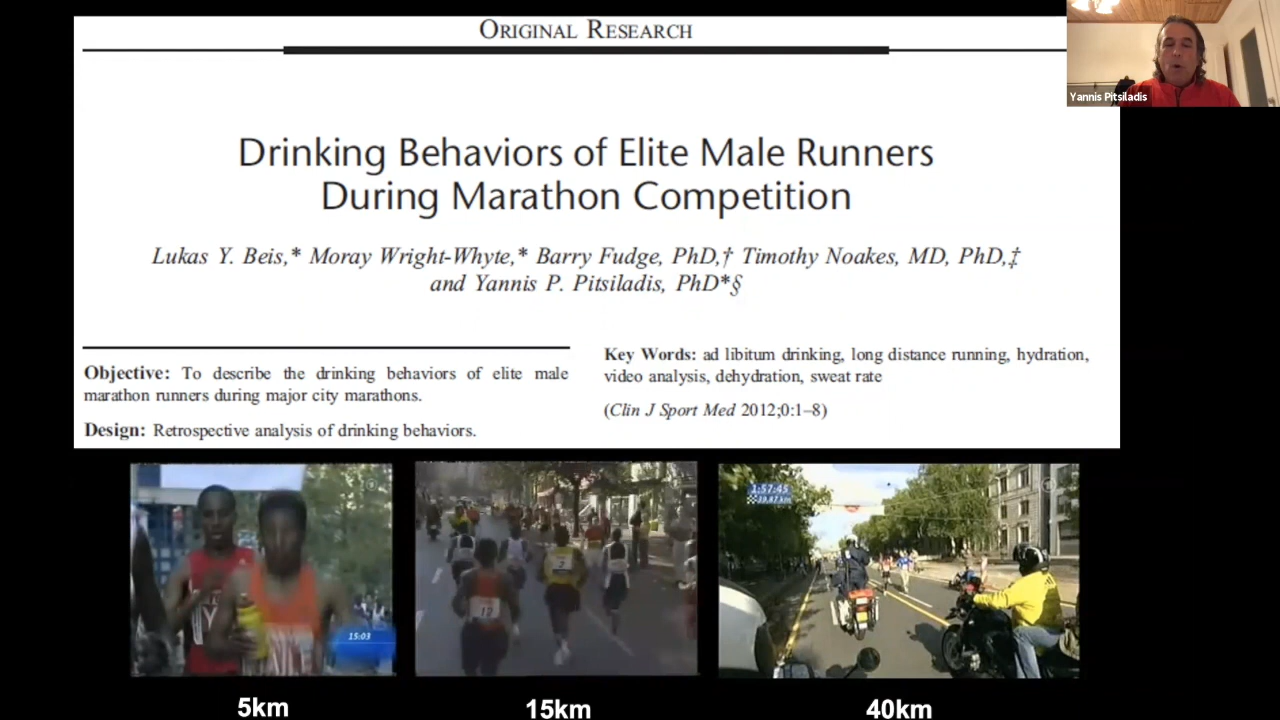 ORIGINAL RESEARCH
Yannis Pitsiladis
Drinking Behaviors of Elite Male Runners
During Marathon Competition
Lukas Y. Beis,* Moray Wright-Whyte,* Barry Fudge, PhD,† Timothy Noakes, MD, PhD,‡
and Yannis P. Pitsiladis, PhD*§
Objective: To describe the drinking behaviors of elite male
marathon runners during major city marathons.
Design: Retrospective analysis of drinking behaviors.
Key Words: ad libitum drinking, long distance running, hydration,
video analysis, dehydration, sweat rate
(Clin J Sport Med 2012;0:1–8)
15:03
12
1:57:45
5km
15km
40km